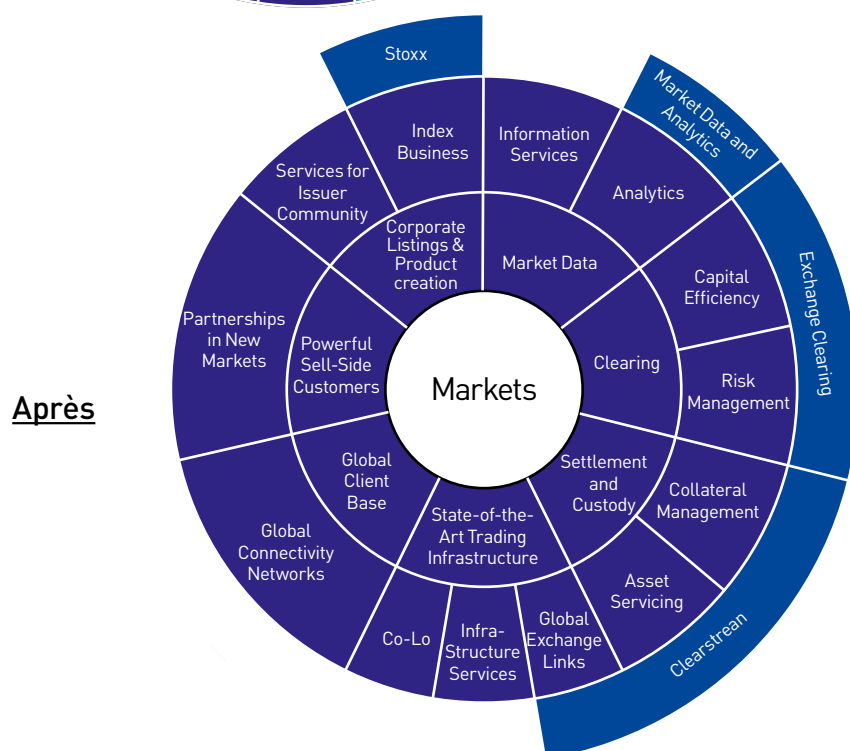 Stoxx
Market Data and
Analytics
Index
Business
Information
Services
Services for
Issuer
Community
Analytics
Corporate
Listings &
Product
creation
Market Data
Capital
Efficiency
Exchange Clearing
Partnerships
in New
Markets
Powerful
Sell-Side
Customers
Markets
Clearing
Risk
Management
Après
Global
Client
Base
Settlement
and
Custody
Collateral
Management
State-of-the-
Art Trading
Infrastructure
Global
Connectivity
Networks
Asset
Servicing
Co-Lo
Infra-
Structure
Services
Global
Exchange
Links
Clearstrean